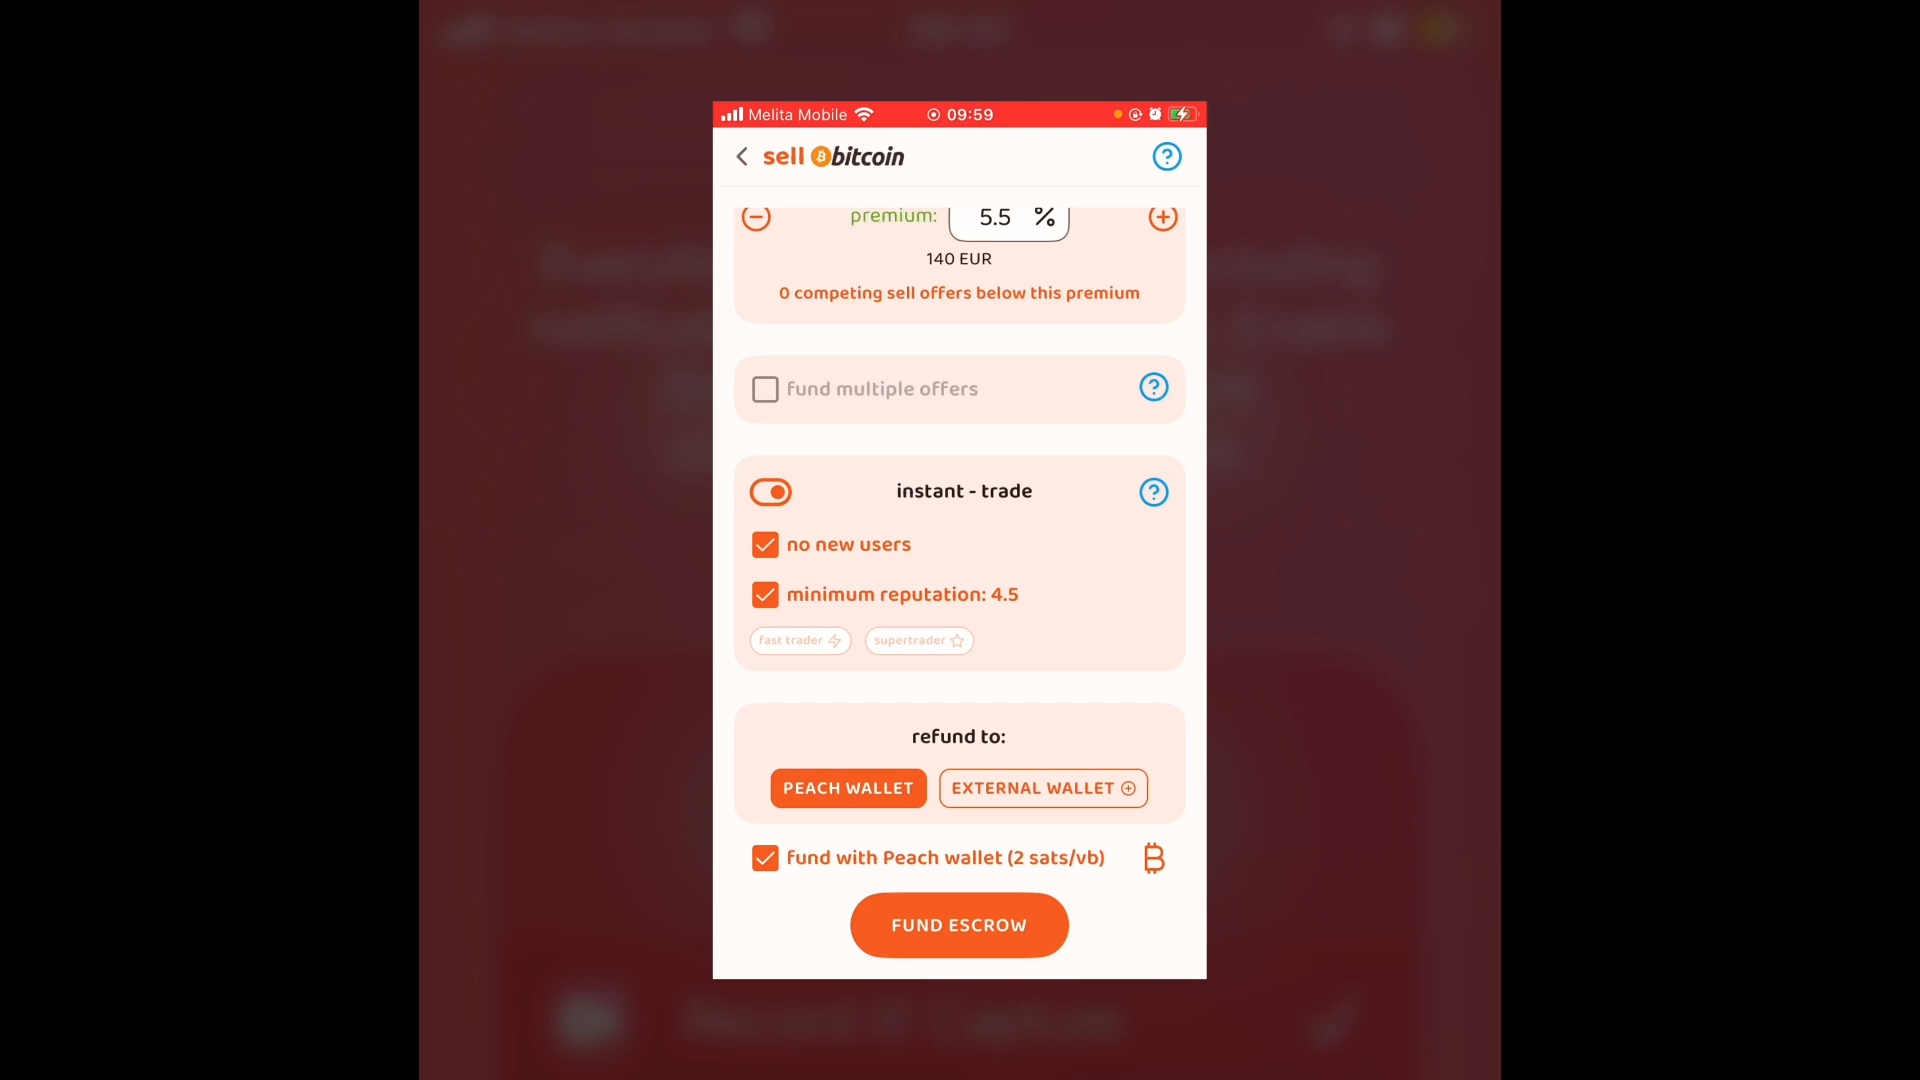 Melita Mobile 09:59
sell bitcoin
premium: 5.5 %
140 EUR
0 competing sell offers below this premium
fund multiple offers
instant - trade
no new users
minimum reputation: 4.5
fast trader supertrader
refund to:
PEACH WALLET EXTERNAL WALLET
fund with Peach wallet (2 sats/vb)
FUND ESCROW